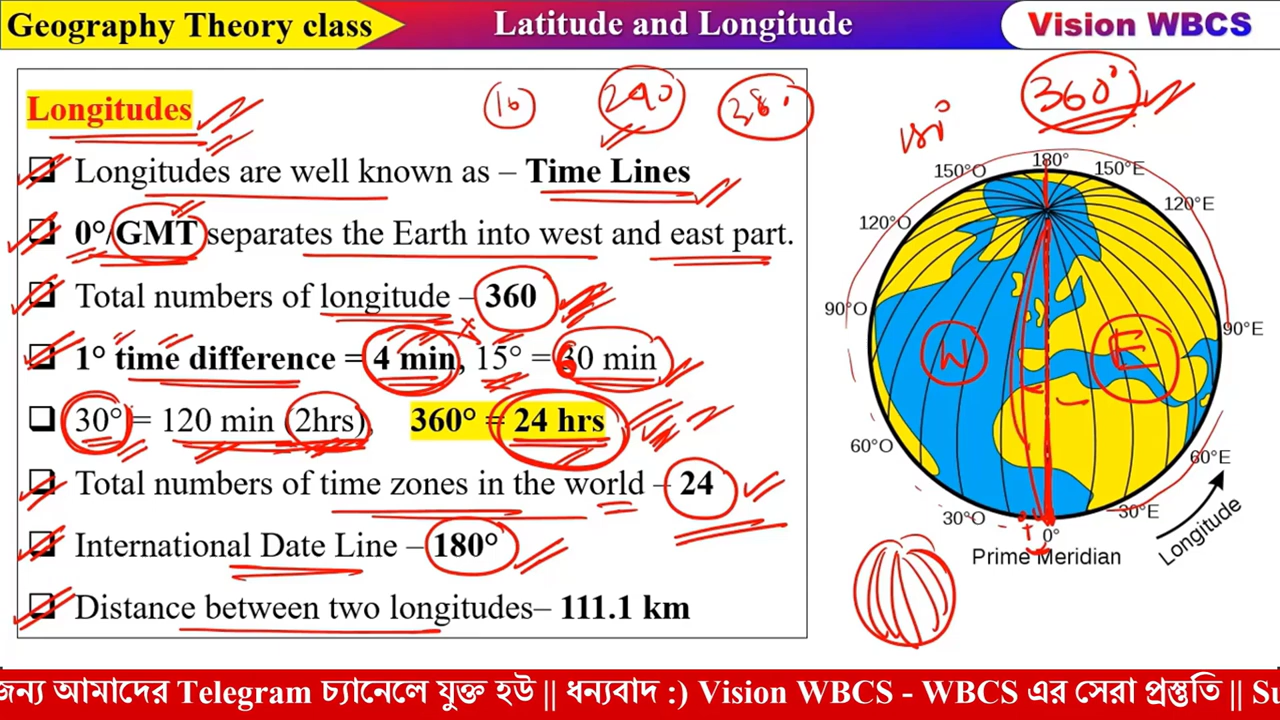 Geography Theory class
Latitude and Longitude
Vision WBCS
Longitudes
10
240
360°
181°
Longitudes are well known as – Time Lines
0°/GMT separates the Earth into west and east part.
Total numbers of longitude – 360
x
1° time difference = 4 min, 15° = 60 min
30° = 120 min (2hrs), 360° = 24 hrs
Total numbers of time zones in the world – 24
International Date Line – 180°
Distance between two longitudes– 111.1 km
180°
150°O
150°E
120°O
120°E
90°O
90°E
W
E
60°O
60°E
30°O
30°E
0°
Prime Meridian
Longitude
জন্য আমাদের Telegram চ্যানেলে যুক্ত হউ || ধন্যবাদ :) Vision WBCS - WBCS এর সেরা প্রস্তুতি || Su